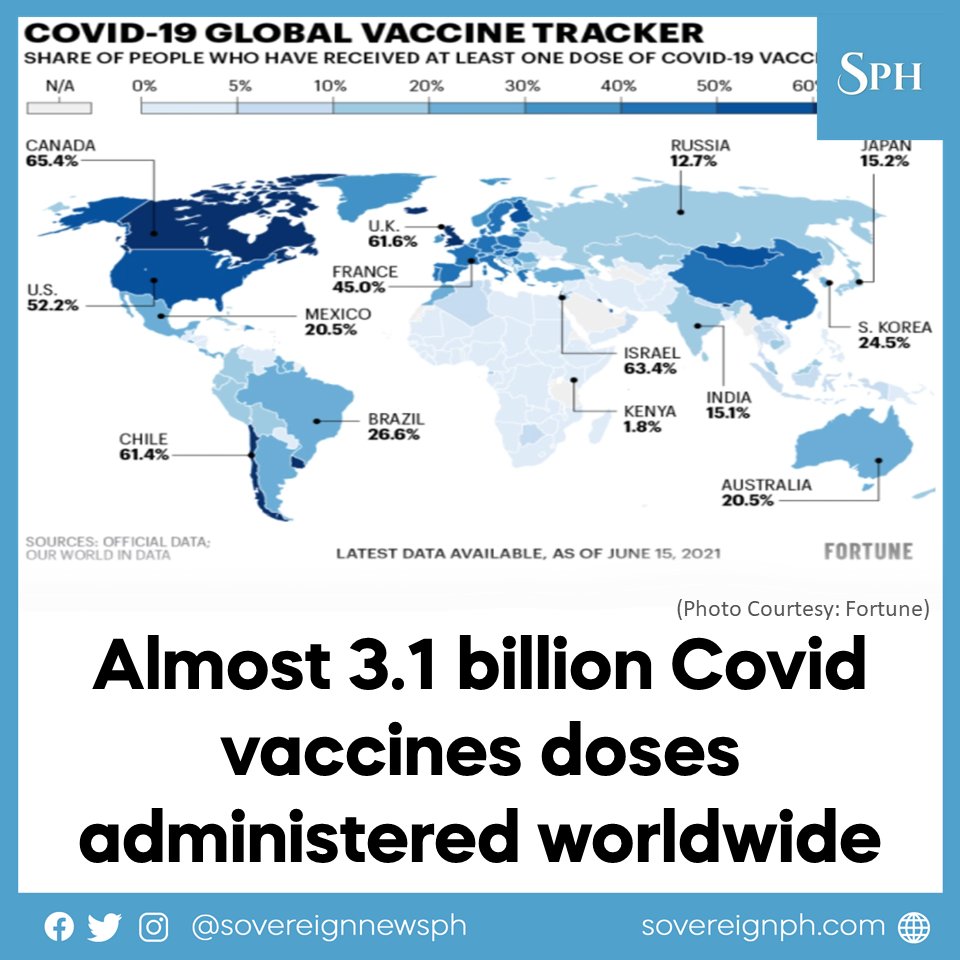 COVID-19 GLOBAL VACCINE TRACKER
SHARE OF PEOPLE WHO HAVE RECEIVED AT LEAST ONE DOSE OF COVID-19
SPH
N/A 0% 5% 10% 20% 30% 40% 50%
CANADA
65.4%
RUSSIA
12.7%
JAPAN
15.2%
U.K.
61.6%
FRANCE
45.0%
U.S.
52.2%
MEXICO
20.5%
S. KOREA
24.5%
ISRAEL
63.4%
INDIA
15.1%
KENYA
1.8%
BRAZIL
26.6%
CHILE
61.4%
AUSTRALIA
20.5%
SOURCES: OFFICIAL DATA;
OUR WORLD IN DATA
LATEST DATA AVAILABLE, AS OF JUNE 15, 2021
FORTUNE
(Photo Courtesy: Fortune)
Almost 3.1 billion Covid
vaccines doses
administered worldwide
@sovereignnewsph
sovereignph.com